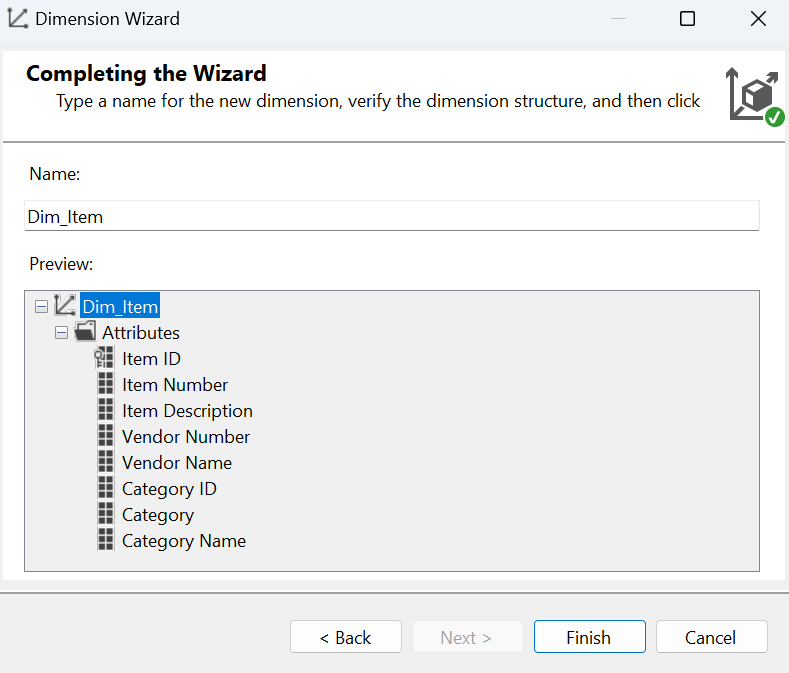 Dimension Wizard
Completing the Wizard
Type a name for the new dimension, verify the dimension structure, and then click
Name:
Dim_Item
Preview:
Dim_Item
Attributes
Item ID
Item Number
Item Description
Vendor Number
Vendor Name
Category ID
Category
Category Name
< Back
Next >
Finish
Cancel